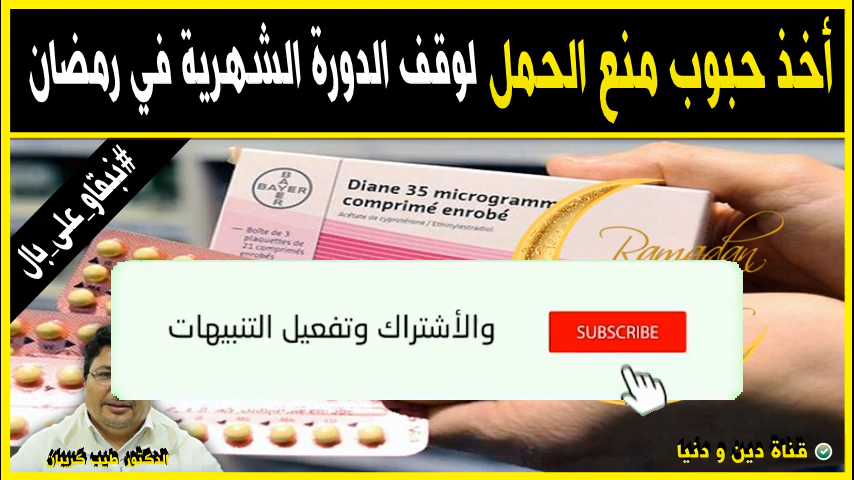 أخذ حبوب منع الحمل لوقف الدورة الشهرية في رمضان
#نبقاو_على_بال
BAYER
BAYER
Diane 35 microgramm
comprimé enrobé
Acétate de cyprotérone / Ethinylestradiol
Boîte de 3
plaquettes de
21 comprimés
enrobés
Ramadan
والأشتراك وتفعيل التنبيهات
SUBSCRIBE
الدكتور طيب كريبان
قناة دين و دنيا